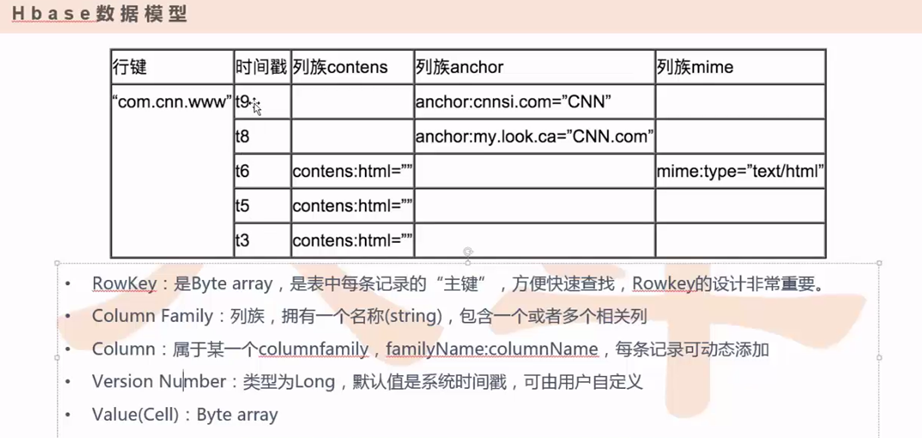 Hbase数据模型
行键 时间戳 列族contens 列族anchor 列族mime
“com.cnn.www” t9 anchor:cnnsi.com=”CNN”
t8 anchor:my.look.ca=”CNN.com”
t6 contens:html=”” mime:type=”text/html”
t5 contens:html=””
t3 contens:html=””
• RowKey：是Byte array，是表中每条记录的“主键”，方便快速查找，Rowkey的设计非常重要。
• Column Family：列族，拥有一个名称(string)，包含一个或者多个相关列
• Column：属于某一个columnfamily，familyName:columnName，每条记录可动态添加
• Version Number：类型为Long，默认值是系统时间戳，可由用户自定义
• Value(Cell)：Byte array